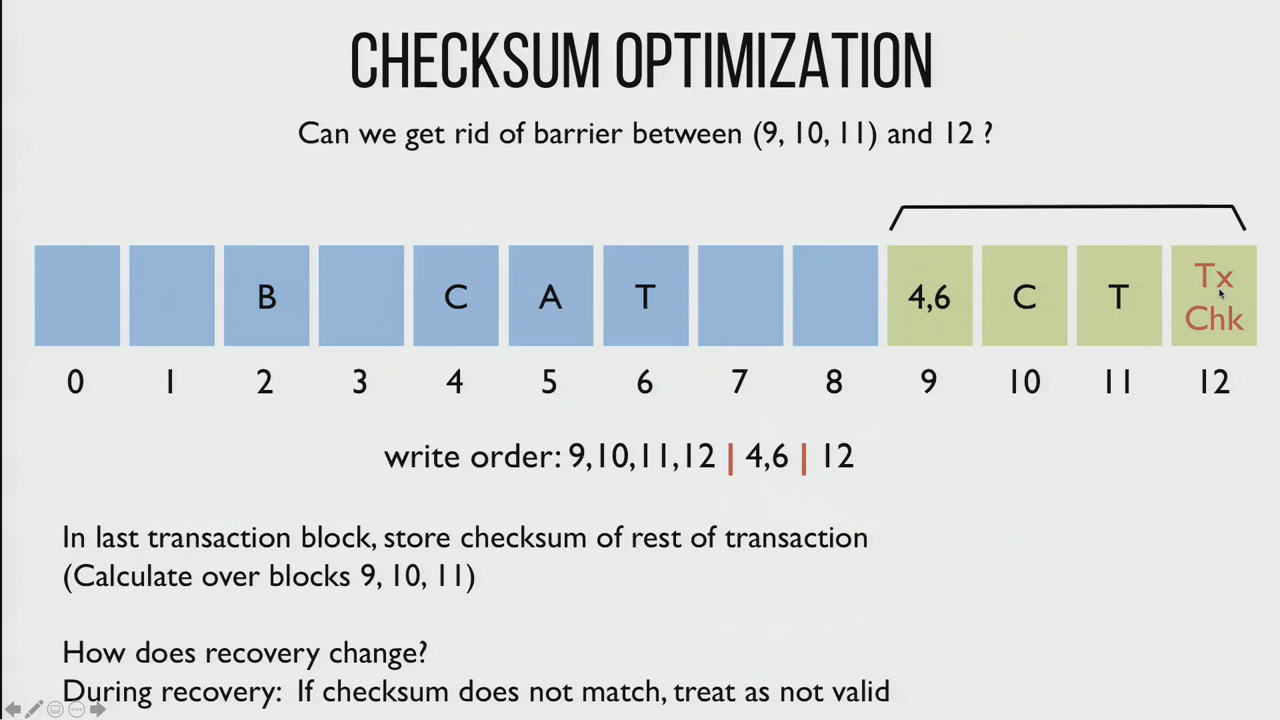 CHECKSUM OPTIMIZATION
Can we get rid of barrier between (9, 10, 11) and 12 ?
B C A T 4,6 C T Tx
Chk
0 1 2 3 4 5 6 7 8 9 10 11 12
write order: 9,10,11,12 | 4,6 | 12
In last transaction block, store checksum of rest of transaction
(Calculate over blocks 9, 10, 11)
How does recovery change?
During recovery: If checksum does not match, treat as not valid